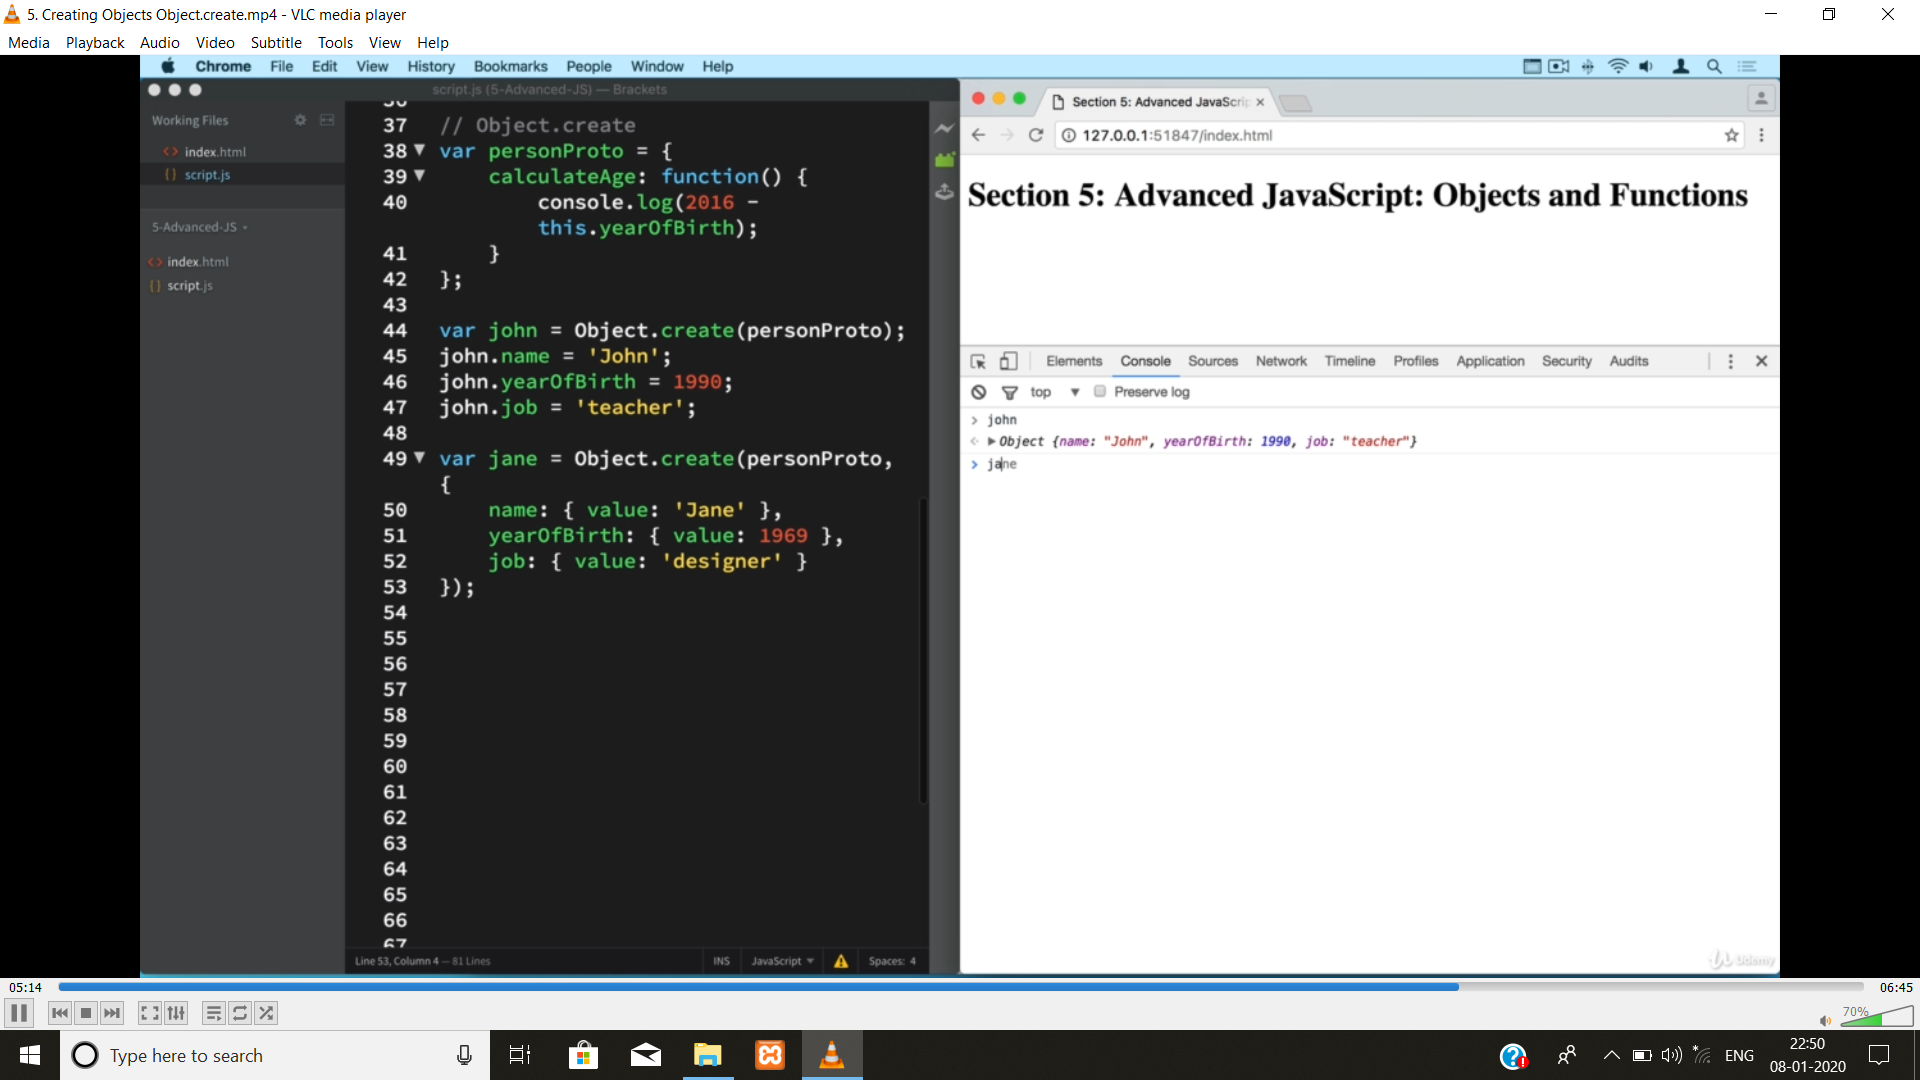 5. Creating Objects Object.create.mp4 - VLC media player
Media Playback Audio Video Subtitle Tools View Help
Chrome File Edit View History Bookmarks People Window Help
script.js (5-Advanced-JS) — Brackets
Working Files
<> index.html
{} script.js
5-Advanced-JS
<> index.html
{} script.js
36
37 // Object.create
38 var personProto = {
39 calculateAge: function() {
40 console.log(2016 -
this.yearOfBirth);
41 }
42 };
43
44 var john = Object.create(personProto);
45 john.name = 'John';
46 john.yearOfBirth = 1990;
47 john.job = 'teacher';
48
49 var jane = Object.create(personProto,
{
50 name: { value: 'Jane' },
51 yearOfBirth: { value: 1969 },
52 job: { value: 'designer' }
53 });
54
55
56
57
58
59
60
61
62
63
64
65
66
67
Line 53, Column 4 — 81 Lines
INS JavaScript Spaces: 4
Section 5: Advanced JavaScrip
127.0.0.1:51847/index.html
Section 5: Advanced JavaScript: Objects and Functions
Elements Console Sources Network Timeline Profiles Application Security Audits
top Preserve log
> john
Object {name: "John", yearOfBirth: 1990, job: "teacher"}
> jane
Udemy
05:14 06:45
70%
Type here to search
ENG
22:50
08-01-2020